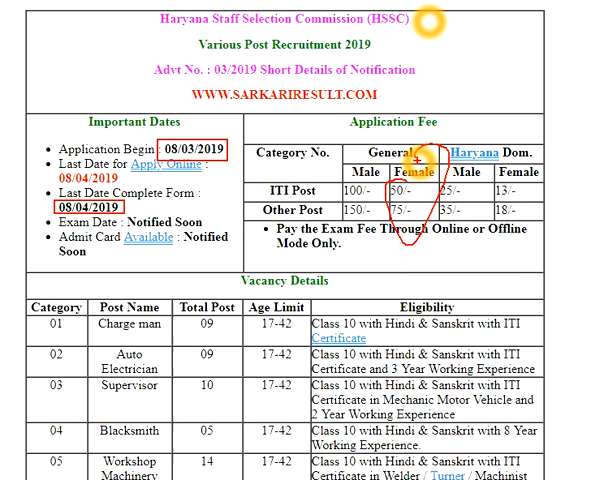 Haryana Staff Selection Commission (HSSC)
Various Post Recruitment 2019
Advt No. : 03/2019 Short Details of Notification
WWW.SARKARIRESULT.COM
Important Dates
Application Begin : 08/03/2019
Last Date for Apply Online :
08/04/2019
Last Date Complete Form :
08/04/2019
Exam Date : Notified Soon
Admit Card Available : Notified
Soon
Application Fee
Category No. General Haryana Dom.
Male Female Male Female
ITI Post 100/- 50/- 25/- 13/-
Other Post 150/- 75/- 35/- 18/-
Pay the Exam Fee Through Online or Offline
Mode Only.
Vacancy Details
Category Post Name Total Post Age Limit Eligibility
01 Charge man 09 17-42 Class 10 with Hindi & Sanskrit with ITI
Certificate
02 Auto 09 17-42 Class 10 with Hindi & Sanskrit with ITI
Electrician Certificate and 3 Year Working Experience
03 Supervisor 10 17-42 Class 10 with Hindi & Sanskrit with ITI
Certificate in Mechanic Motor Vehicle and
2 Year Working Experience
04 Blacksmith 05 17-42 Class 10 with Hindi & Sanskrit with 8 Year
Working Experience.
05 Workshop 14 17-42 Class 10 with Hindi & Sanskrit with ITI
Machinery Certificate in Welder / Turner / Machinist